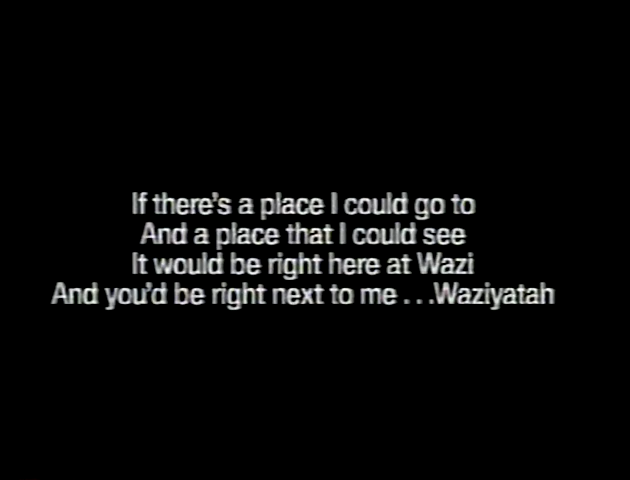 If there's a place I could go to
And a place that I could see
It would be right here at Wazi
And you'd be right next to me...Waziyatah